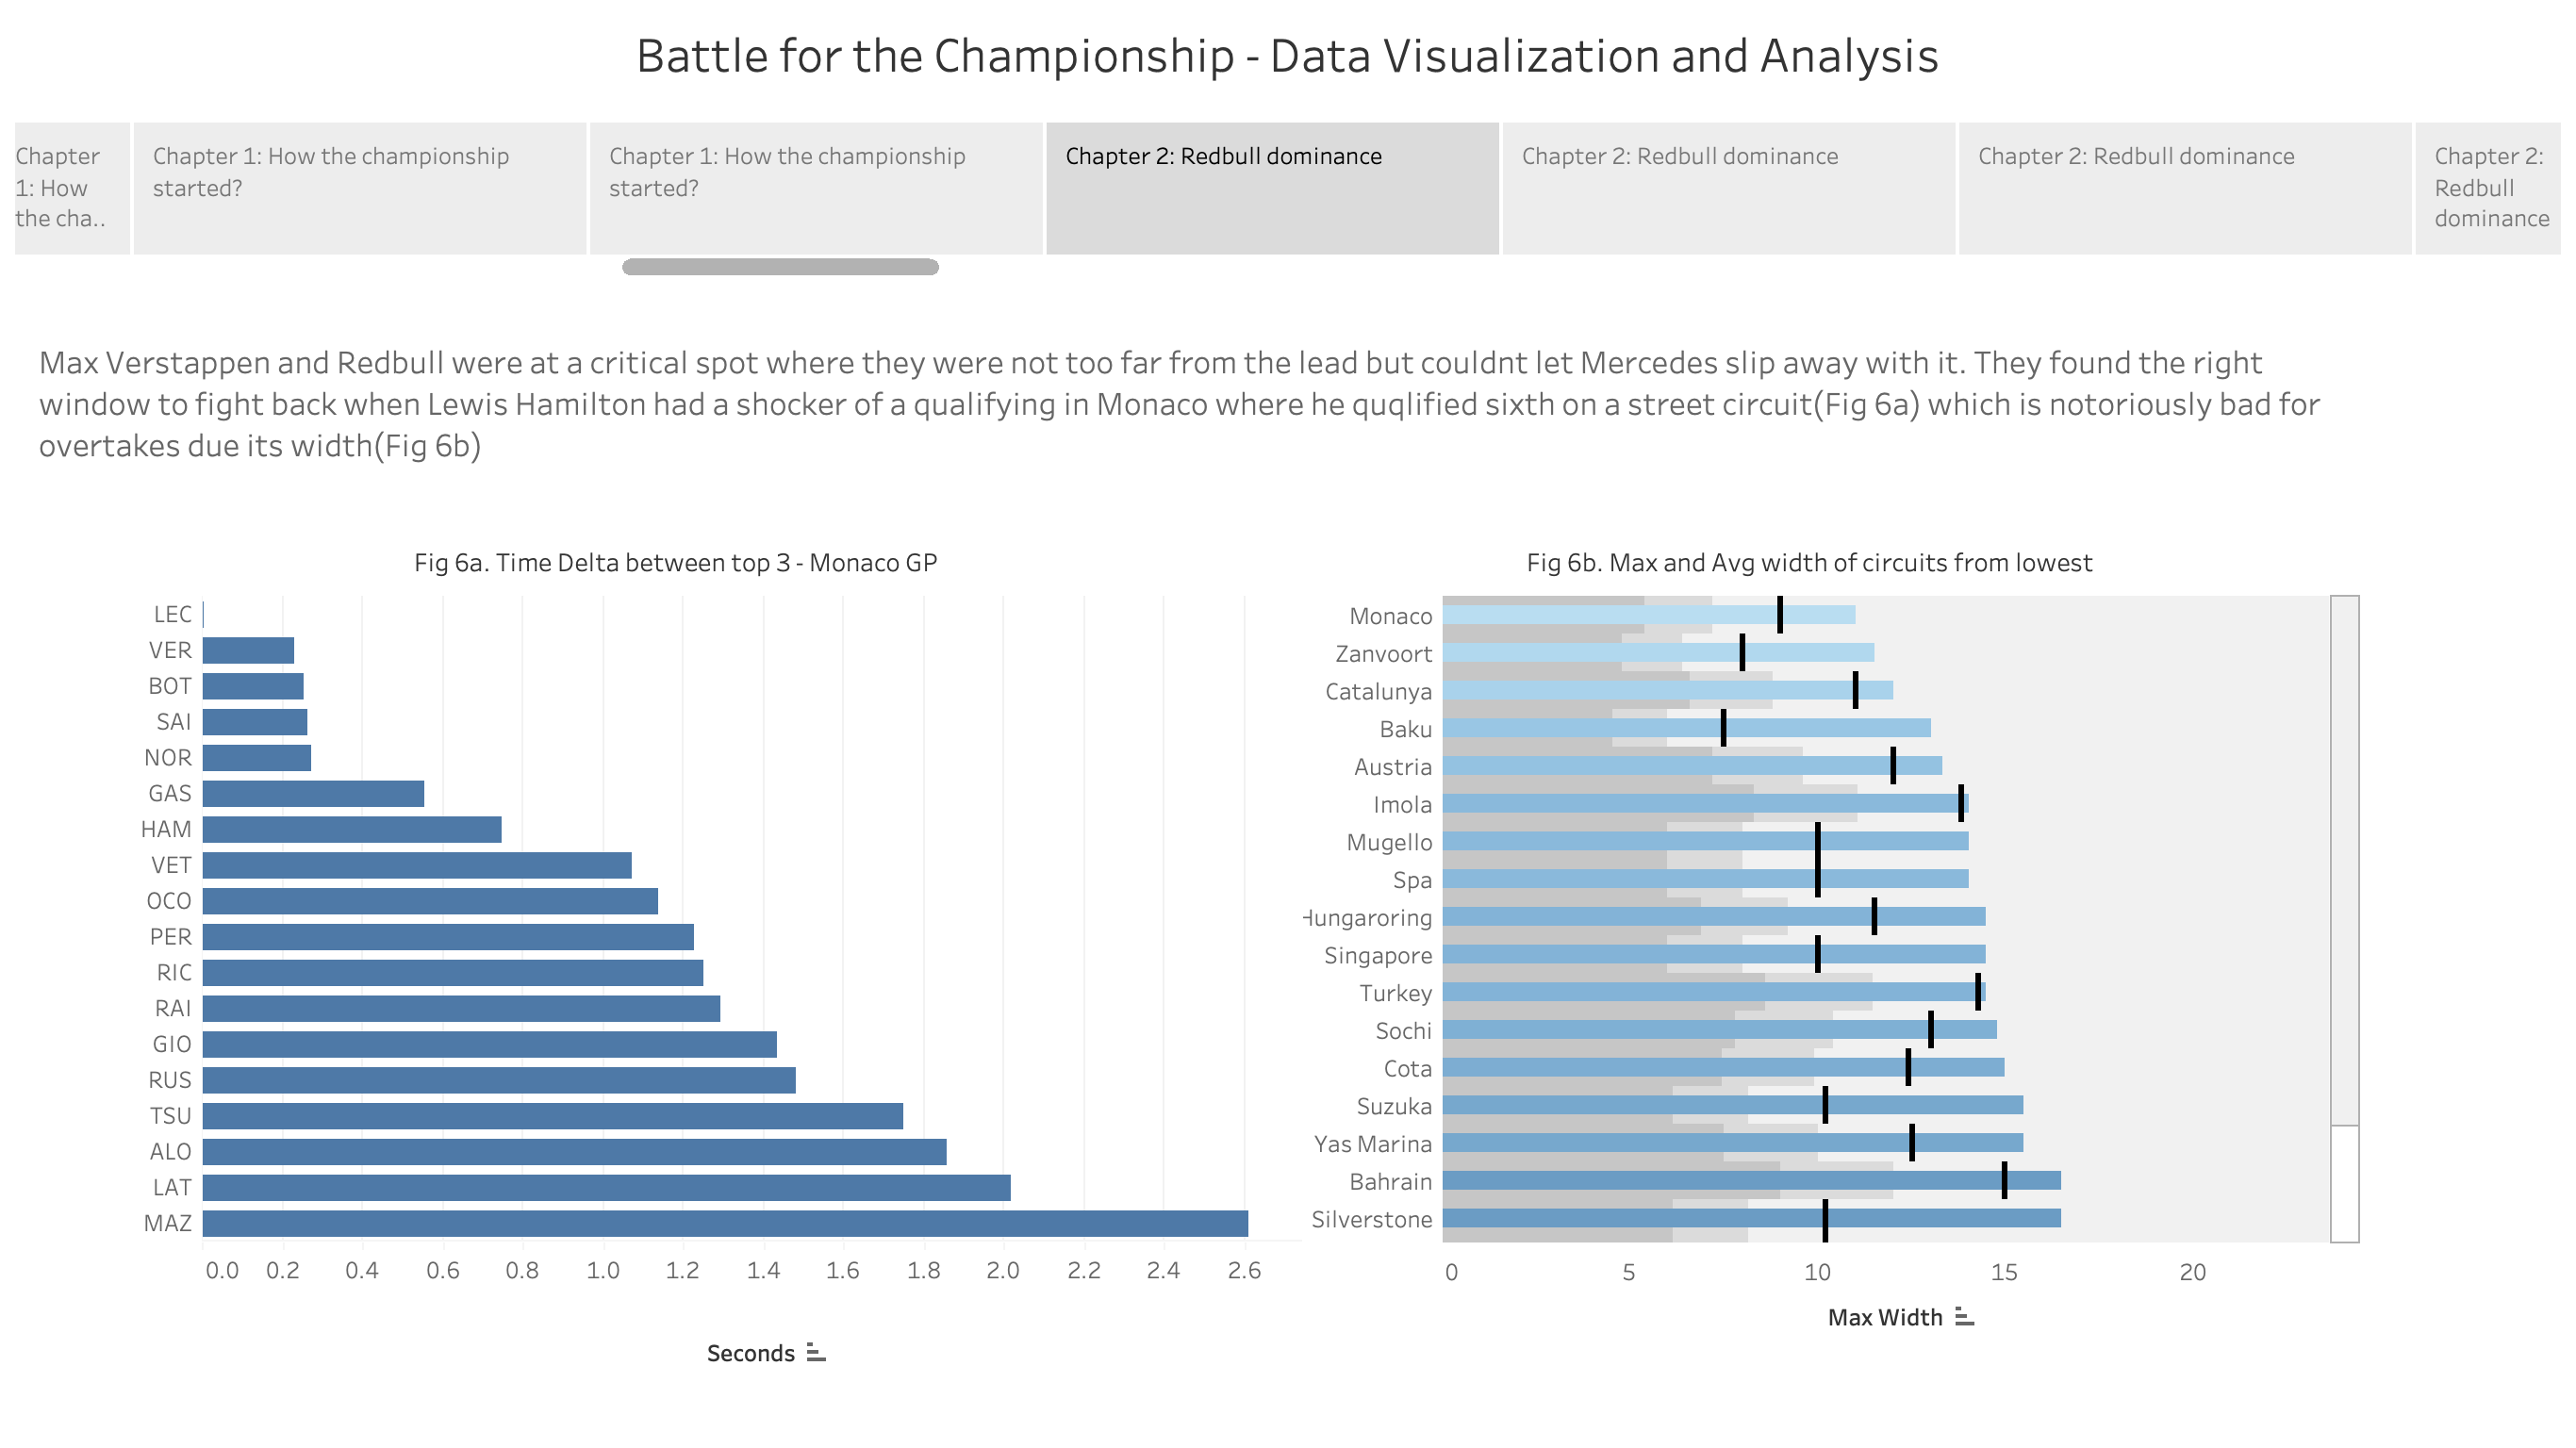 Battle for the Championship - Data Visualization and Analysis
Chapter
1: How
the cha..
Chapter 1: How the championship
started?
Chapter 1: How the championship
started?
Chapter 2: Redbull dominance
Chapter 2: Redbull dominance
Chapter 2: Redbull dominance
Chapter 2:
Redbull
dominance
Max Verstappen and Redbull were at a critical spot where they were not too far from the lead but couldnt let Mercedes slip away with it. They found the right
window to fight back when Lewis Hamilton had a shocker of a qualifying in Monaco where he quqlified sixth on a street circuit(Fig 6a) which is notoriously bad for
overtakes due its width(Fig 6b)
Fig 6a. Time Delta between top 3 - Monaco GP
LEC
VER
BOT
SAI
NOR
GAS
HAM
VET
OCO
PER
RIC
RAI
GIO
RUS
TSU
ALO
LAT
MAZ
0.0 0.2 0.4 0.6 0.8 1.0 1.2 1.4 1.6 1.8 2.0 2.2 2.4 2.6
Seconds
Fig 6b. Max and Avg width of circuits from lowest
Monaco
Zanvoort
Catalunya
Baku
Austria
Imola
Mugello
Spa
Hungaroring
Singapore
Turkey
Sochi
Cota
Suzuka
Yas Marina
Bahrain
Silverstone
0 5 10 15 20
Max Width